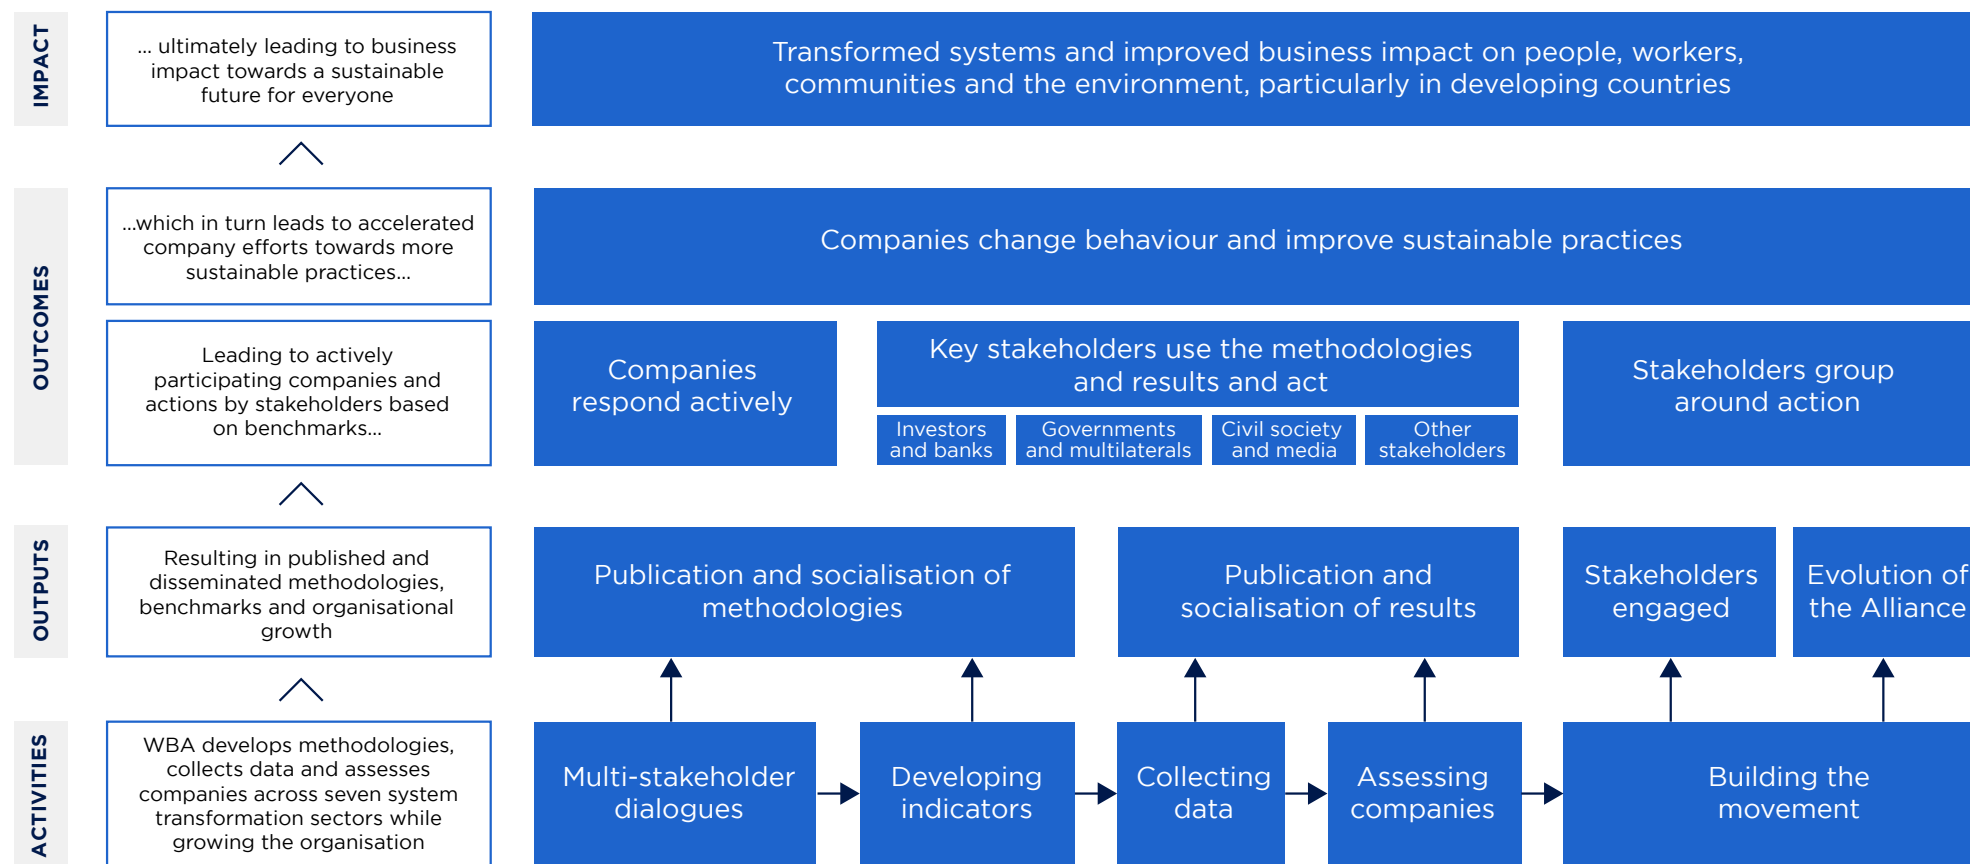 IMPACT
... ultimately leading to business
impact towards a sustainable
future for everyone
Transformed systems and improved business impact on people, workers,
communities and the environment, particularly in developing countries
OUTCOMES
...which in turn leads to accelerated
company efforts towards more
sustainable practices...
Companies change behaviour and improve sustainable practices
Leading to actively
participating companies and
actions by stakeholders based
on benchmarks...
Companies
respond actively
Key stakeholders use the methodologies
and results and act
Investors
and banks
Governments
and multilaterals
Civil society
and media
Other
stakeholders
Stakeholders group
around action
OUTPUTS
Resulting in published and
disseminated methodologies,
benchmarks and organisational
growth
Publication and socialisation of
methodologies
Publication and
socialisation of results
Stakeholders
engaged
Evolution of
the Alliance
ACTIVITIES
WBA develops methodologies,
collects data and assesses
companies across seven system
transformation sectors while
growing the organisation
Multi-stakeholder
dialogues
Developing
indicators
Collecting
data
Assessing
companies
Building the
movement